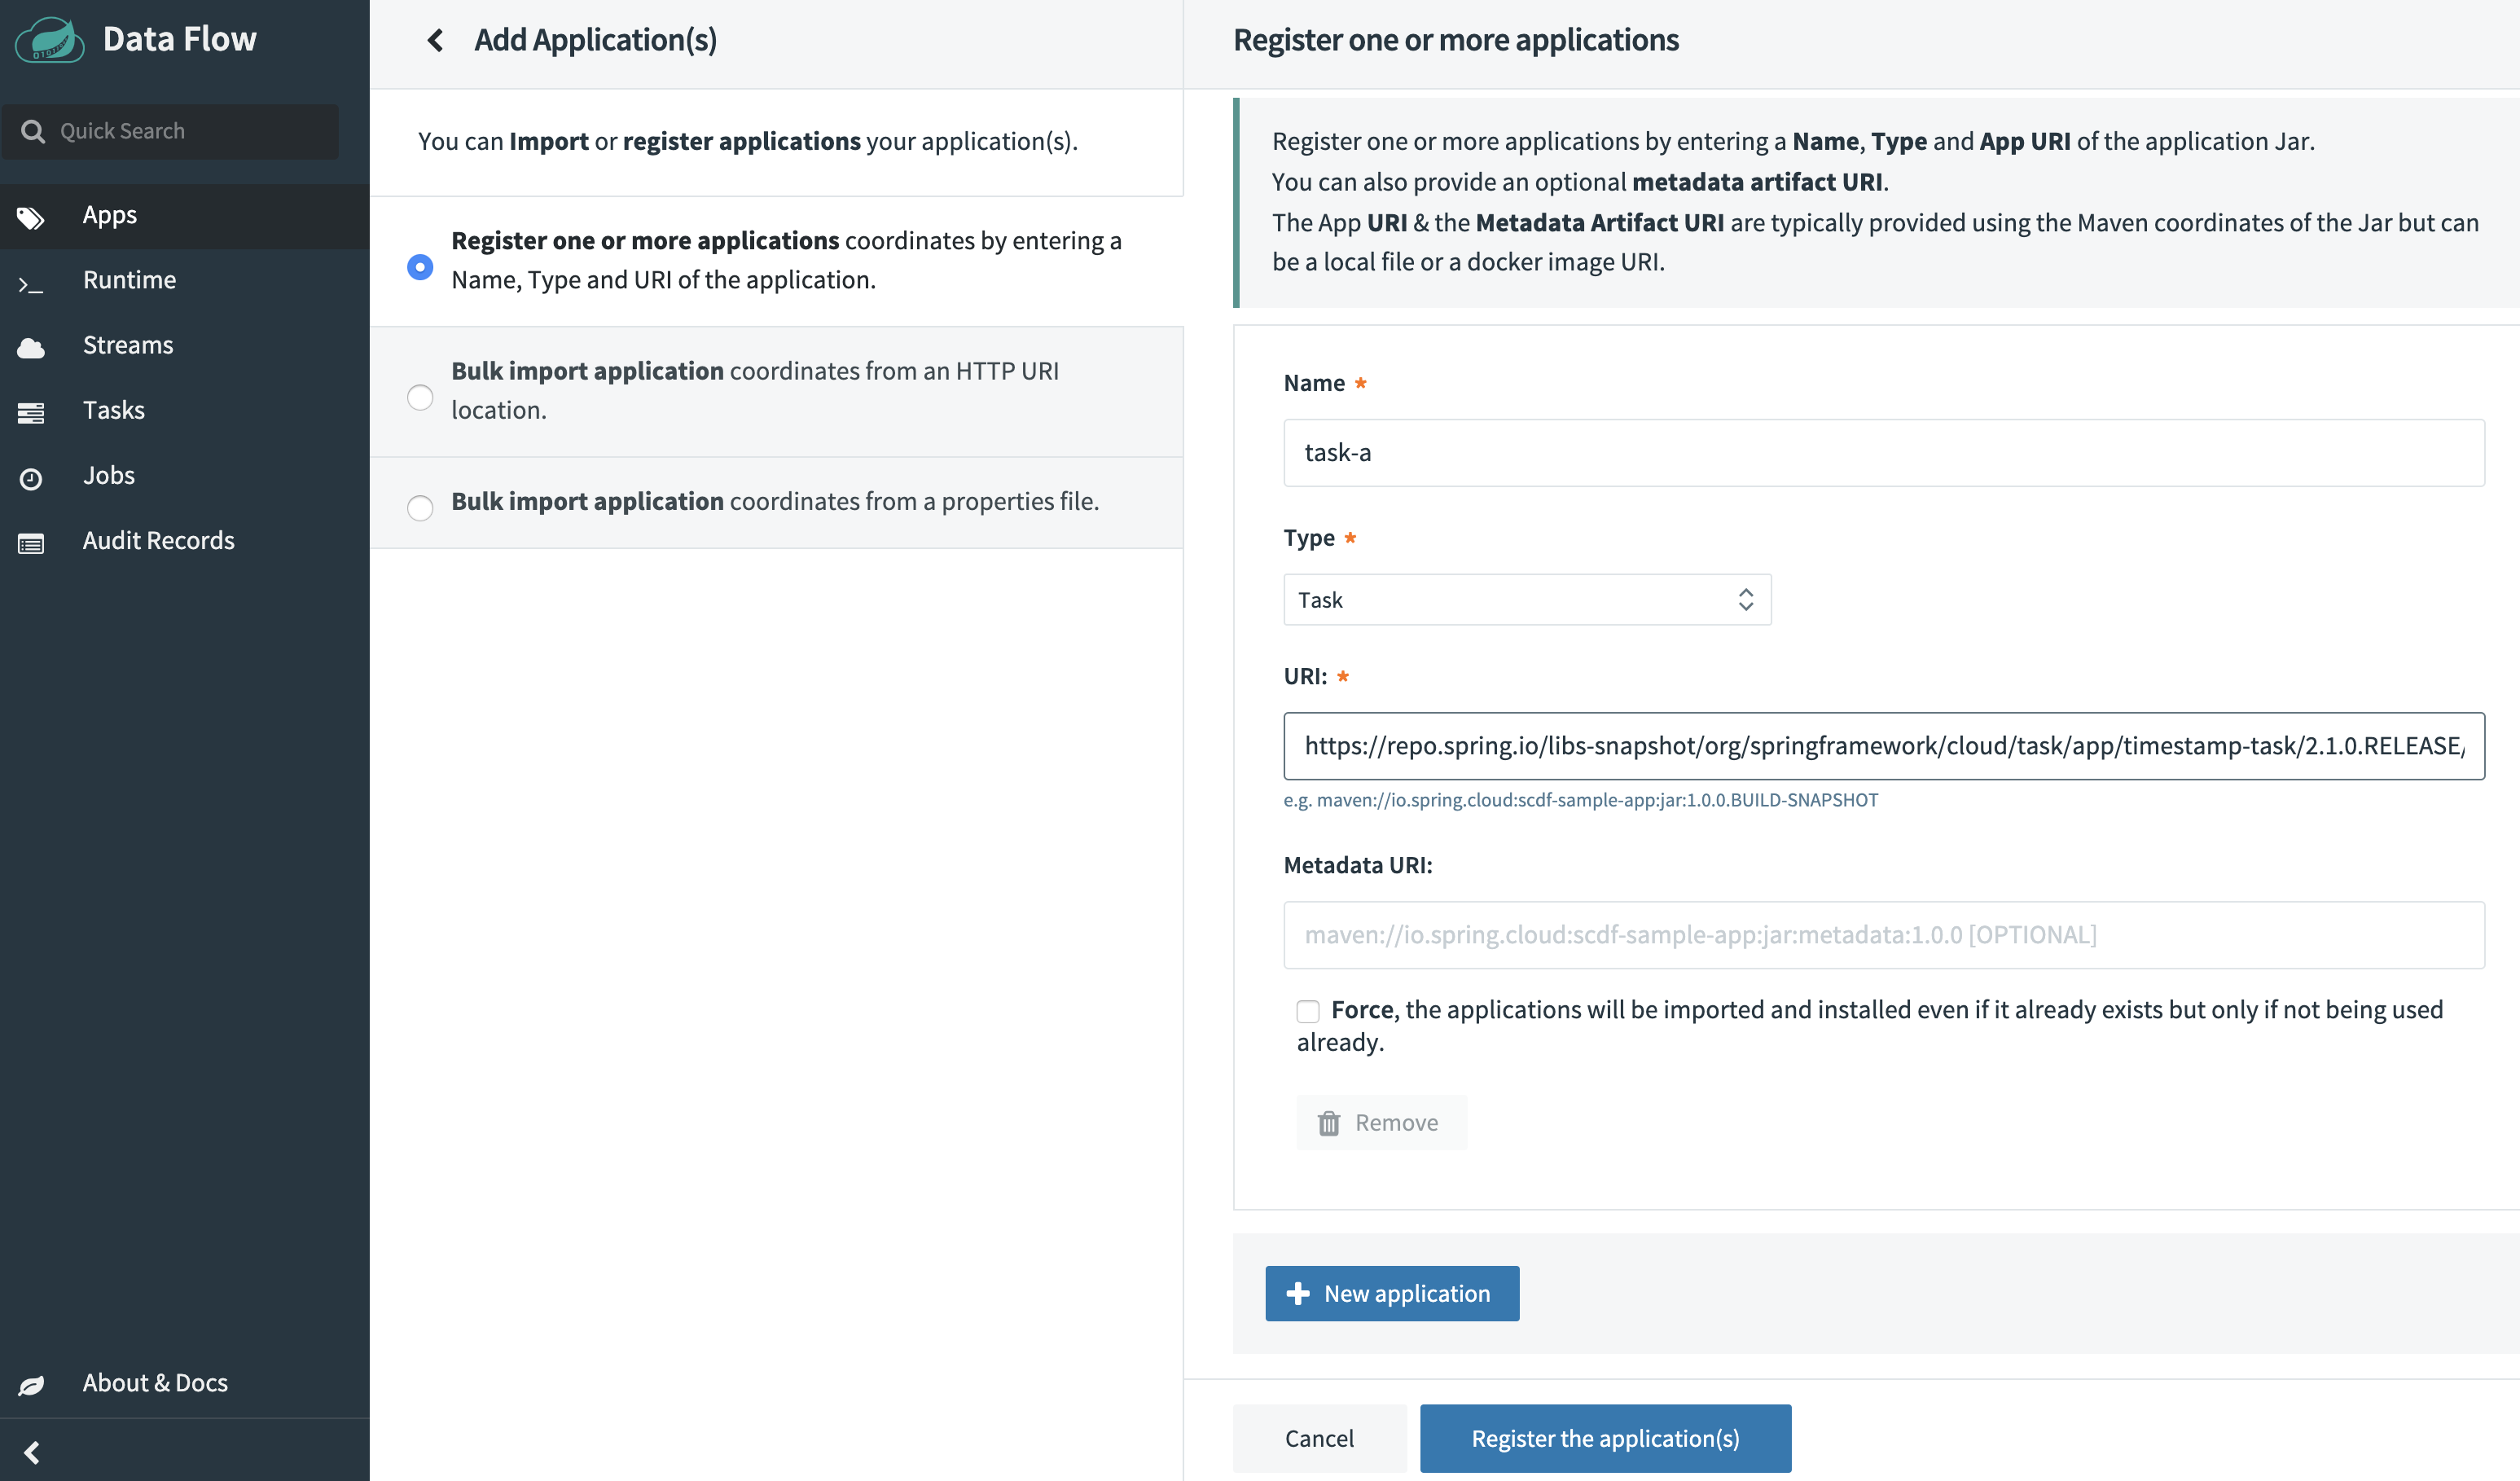 Data Flow
Quick Search
Apps
Runtime
Streams
Tasks
Jobs
Audit Records
About & Docs
Add Application(s)
You can Import or register applications your application(s).
Register one or more applications coordinates by entering a
Name, Type and URI of the application.
Bulk import application coordinates from an HTTP URI
location.
Bulk import application coordinates from a properties file.
Register one or more applications
Register one or more applications by entering a Name, Type and App URI of the application Jar.
You can also provide an optional metadata artifact URI.
The App URI & the Metadata Artifact URI are typically provided using the Maven coordinates of the Jar but can
be a local file or a docker image URI.
Name *
task-a
Type *
Task
URI: *
https://repo.spring.io/libs-snapshot/org/springframework/cloud/task/app/timestamp-task/2.1.0.RELEASE/
e.g. maven://io.spring.cloud:scdf-sample-app:jar:1.0.0.BUILD-SNAPSHOT
Metadata URI:
maven://io.spring.cloud:scdf-sample-app:jar:metadata:1.0.0 [OPTIONAL]
Force, the applications will be imported and installed even if it already exists but only if not being used
already.
Remove
New application
Cancel
Register the application(s)